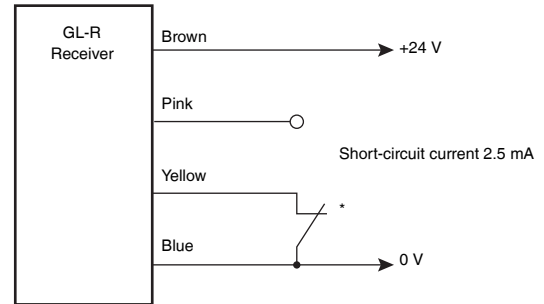 GL-R
Receiver
Brown
+24 V
Pink
Short-circuit current 2.5 mA
Yellow
*
Blue
0 V